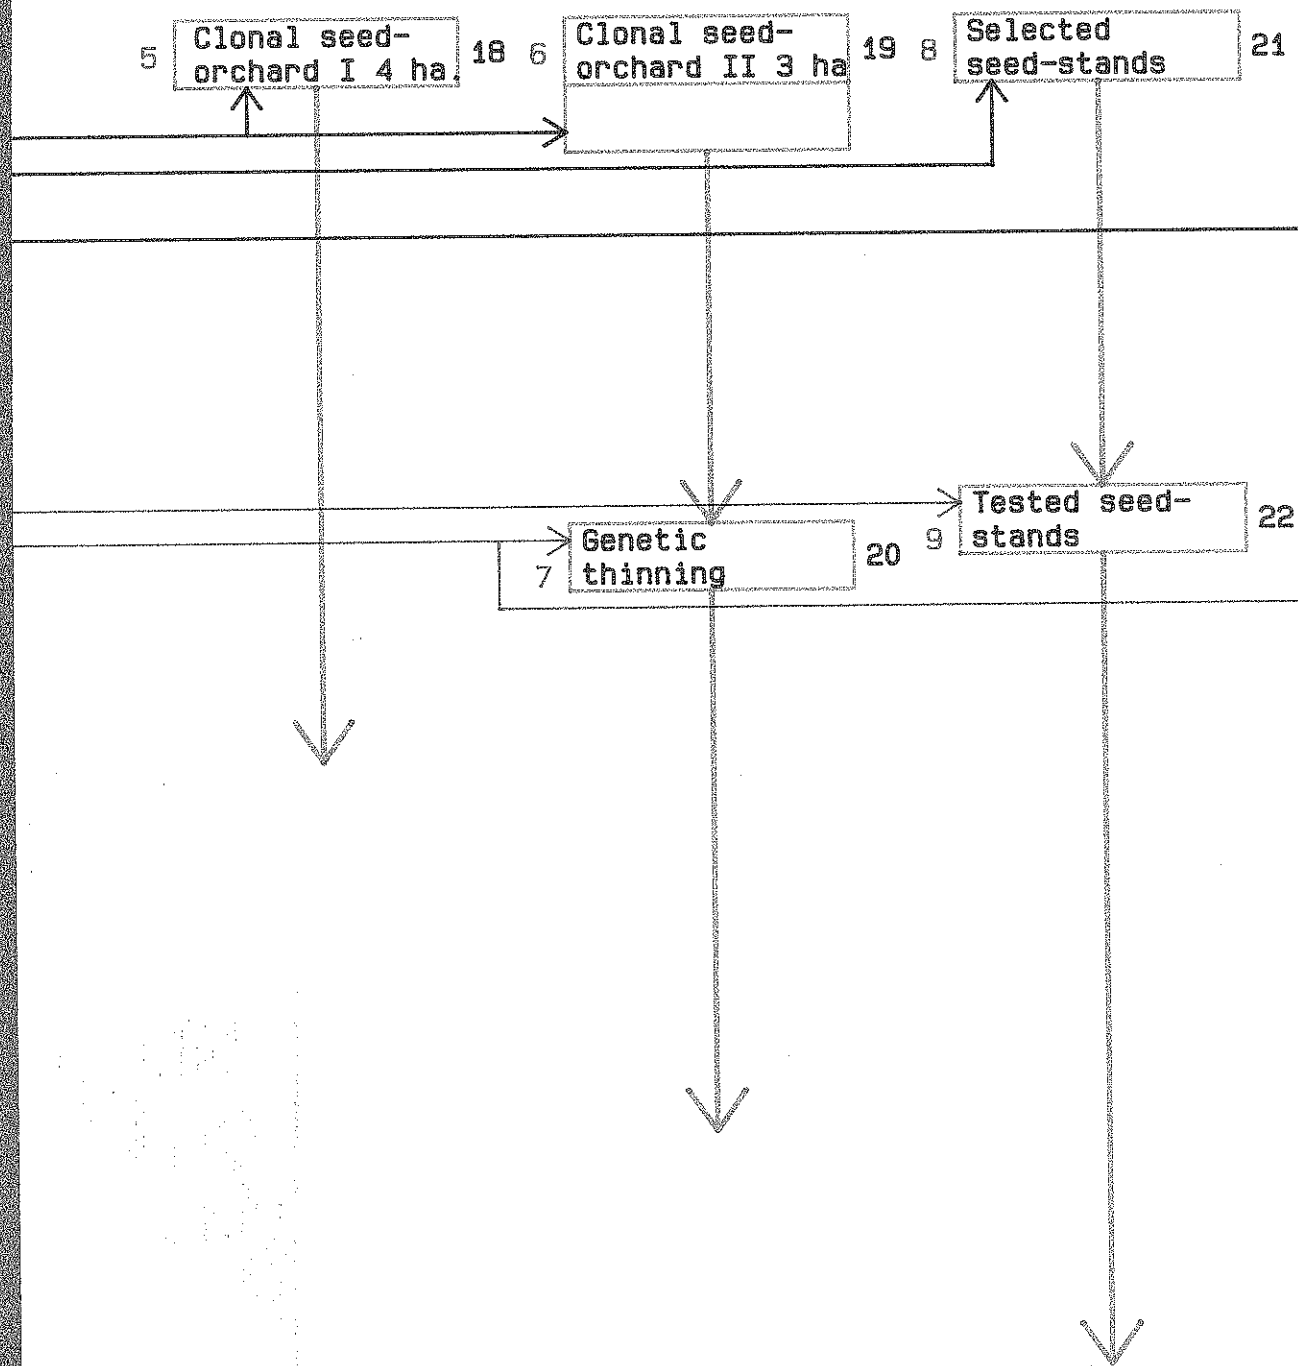 5 Clonal seed-
orchard I 4 ha. 18
6 Clonal seed-
orchard II 3 ha 19
8 Selected
seed-stands 21
9 Tested seed-
stands 22
7 Genetic
thinning 20